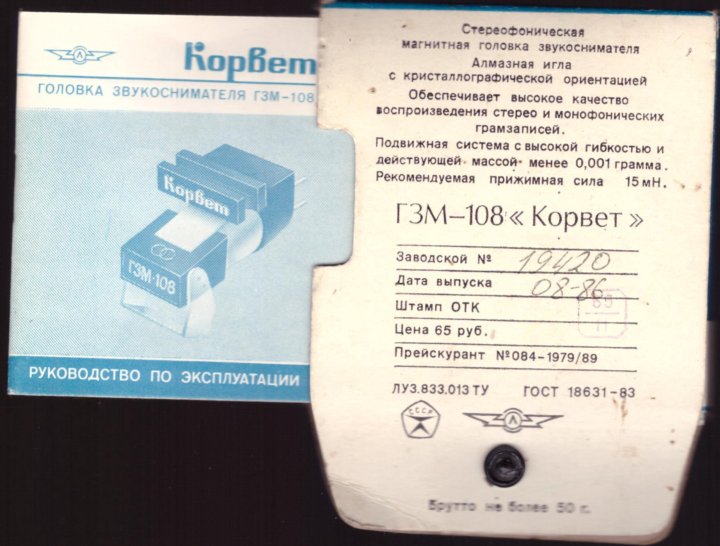 Корвет
ГОЛОВКА ЗВУКОСНИМАТЕЛЯ ГЗМ-108
Корвет
ГЗМ-108
РУКОВОДСТВО ПО ЭКСПЛУАТАЦИИ
Стереофоническая
магнитная головка звукоснимателя
Алмазная игла
с кристаллографической ориентацией
Обеспечивает высокое качество
воспроизведения стерео и монофонических
грамзаписей.
Подвижная система с высокой гибкостью и
действующей массой менее 0,001 грамма.
Рекомендуемая прижимная сила 15 мН.
ГЗМ-108 « Корвет »
Заводской № 19420
Дата выпуска 08-86
Штамп ОТК
Цена 65 руб.
Прейскурант №084-1979/89
ЛУЗ.833.013 ТУ ГОСТ 18631-83
СССР
Л
Брутто не более 50 г.